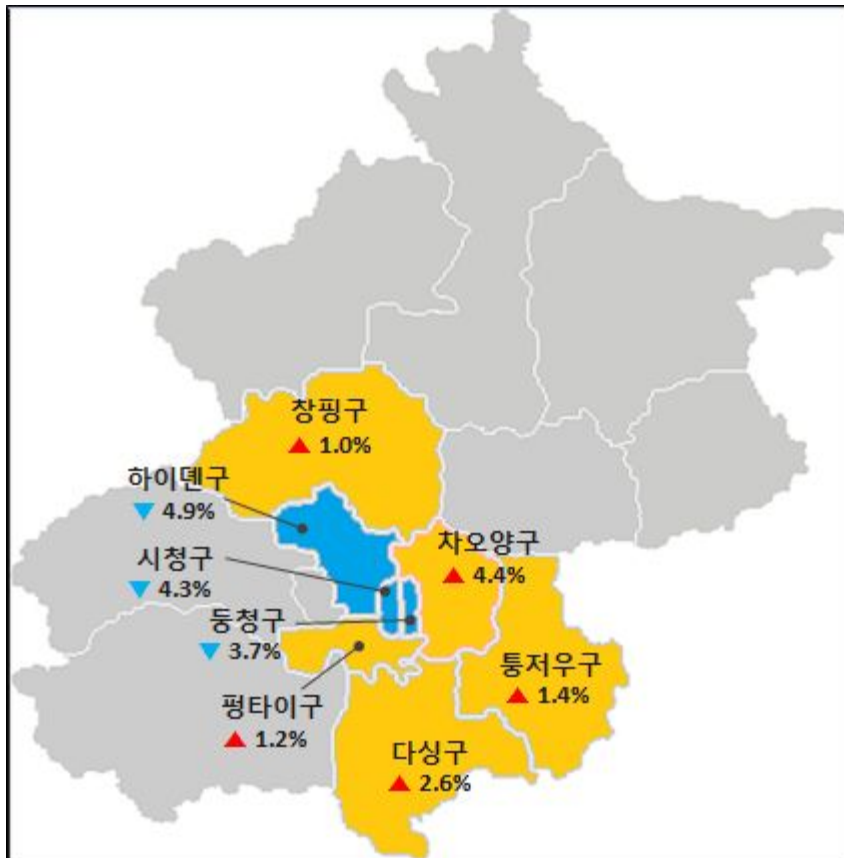 창핑구
▲ 1.0%
하이뎬구
▼ 4.9%
시청구
▼ 4.3%
둥청구
▼ 3.7%
펑타이구
▲ 1.2%
차오양구
▲ 4.4%
퉁저우구
▲ 1.4%
다싱구
▲ 2.6%